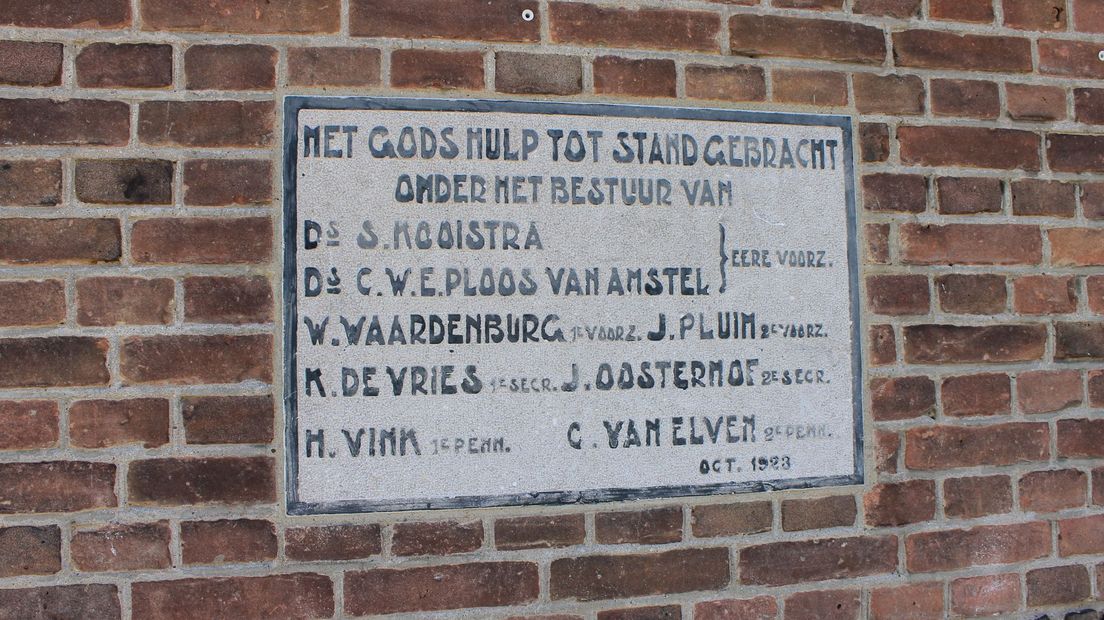 MET GODS HULP TOT STAND GEBRACHT
ONDER HET BESTUUR VAN
Ds S. KOOISTRA
Ds C.W.E. PLOOS VAN AMSTEL } EERE VOORZ.
W. WAARDENBURG 1e VOORZ. J. PLUIM 2e VOORZ.
K. DE VRIES 1e SECR. J. OOSTERHOF 2e SECR.
H. VINK 1e PENN. C. VAN ELVEN 2e PENN.
OCT. 1923